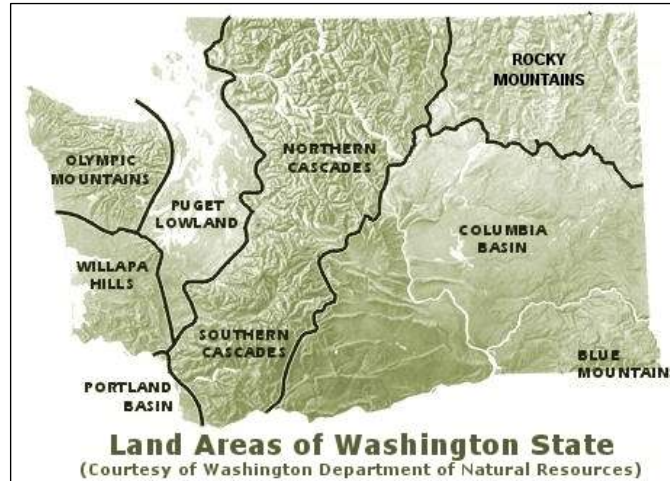 ROCKY
MOUNTAINS
NORTHERN
CASCADES
OLYMPIC
MOUNTAINS
PUGET
LOWLAND
COLUMBIA
BASIN
WILLAPA
HILLS
SOUTHERN
CASCADES
BLUE
MOUNTAIN
PORTLAND
BASIN
Land Areas of Washington State
(Courtesy of Washington Department of Natural Resources)